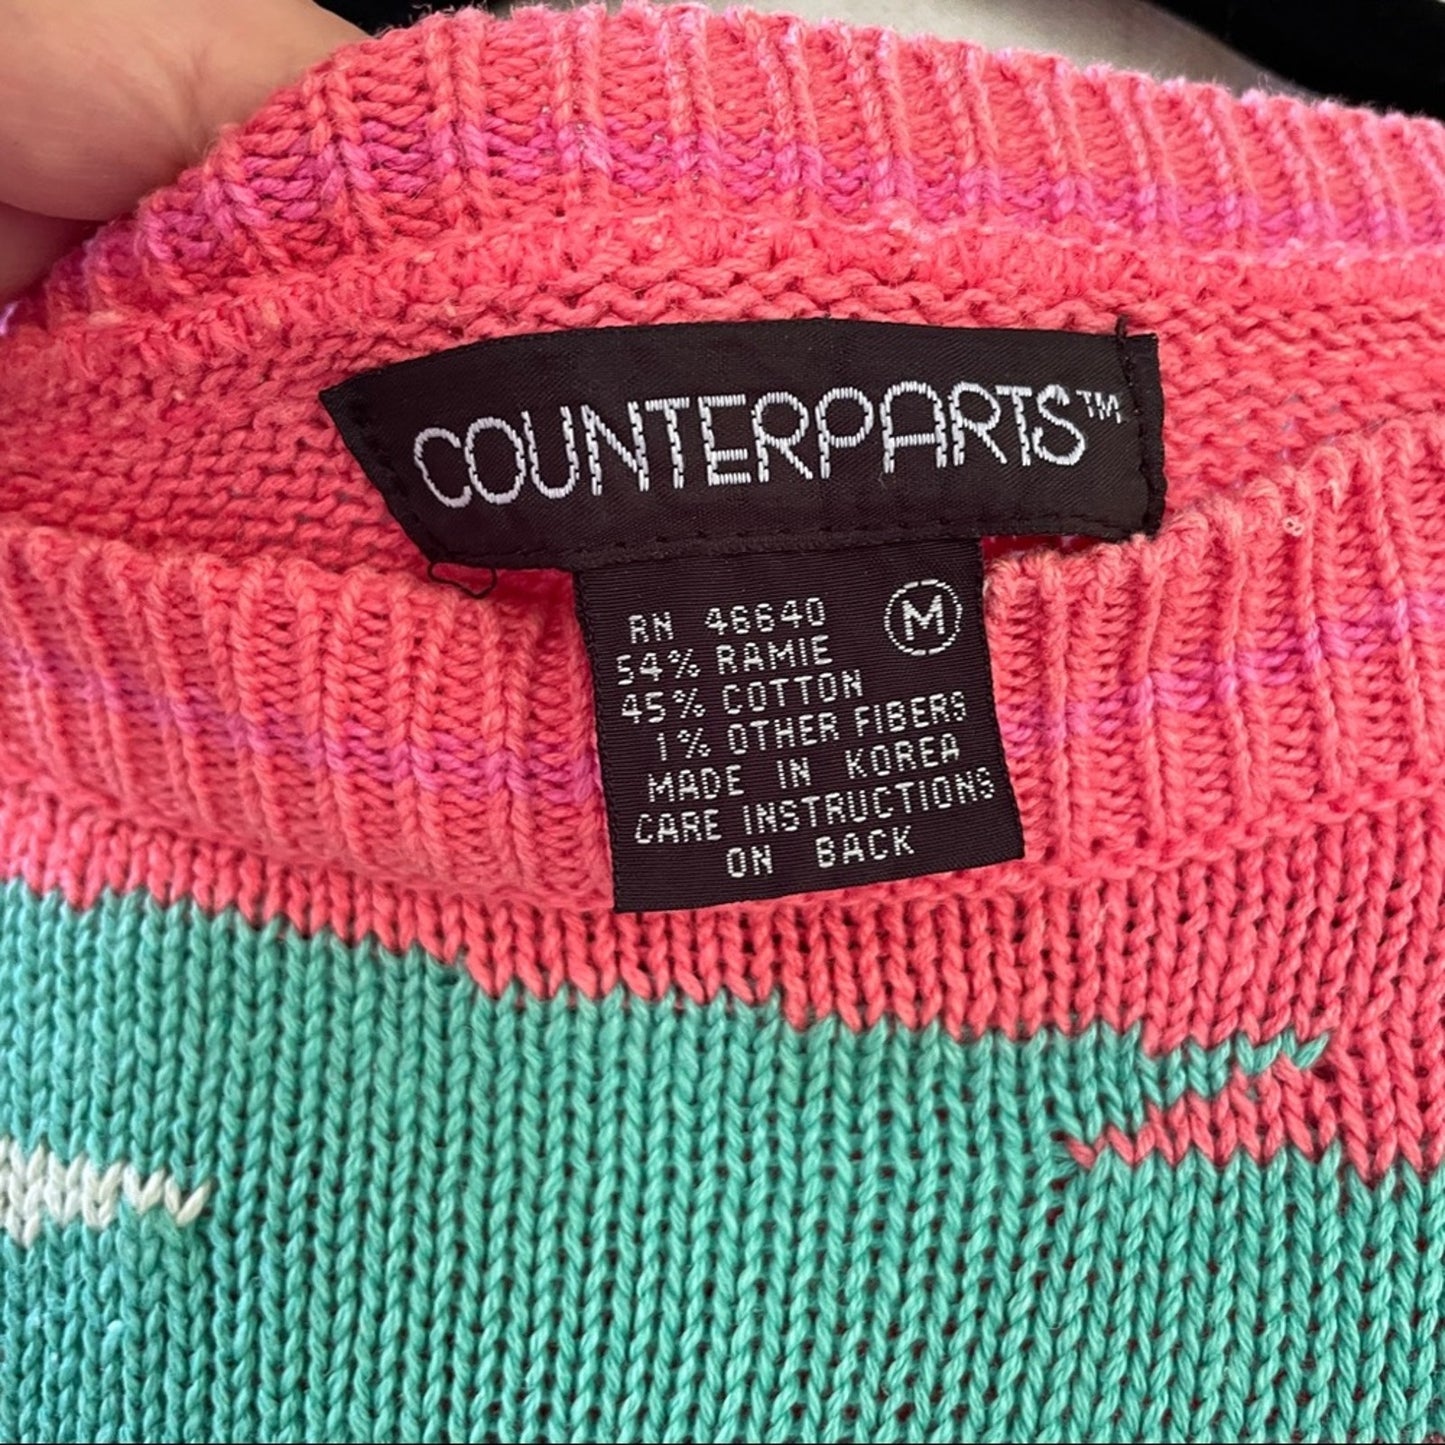 COUNTERPARTS™
RN 46640 M
54% RAMIE
45% COTTON
1% OTHER FIBERS
MADE IN KOREA
CARE INSTRUCTIONS
ON BACK